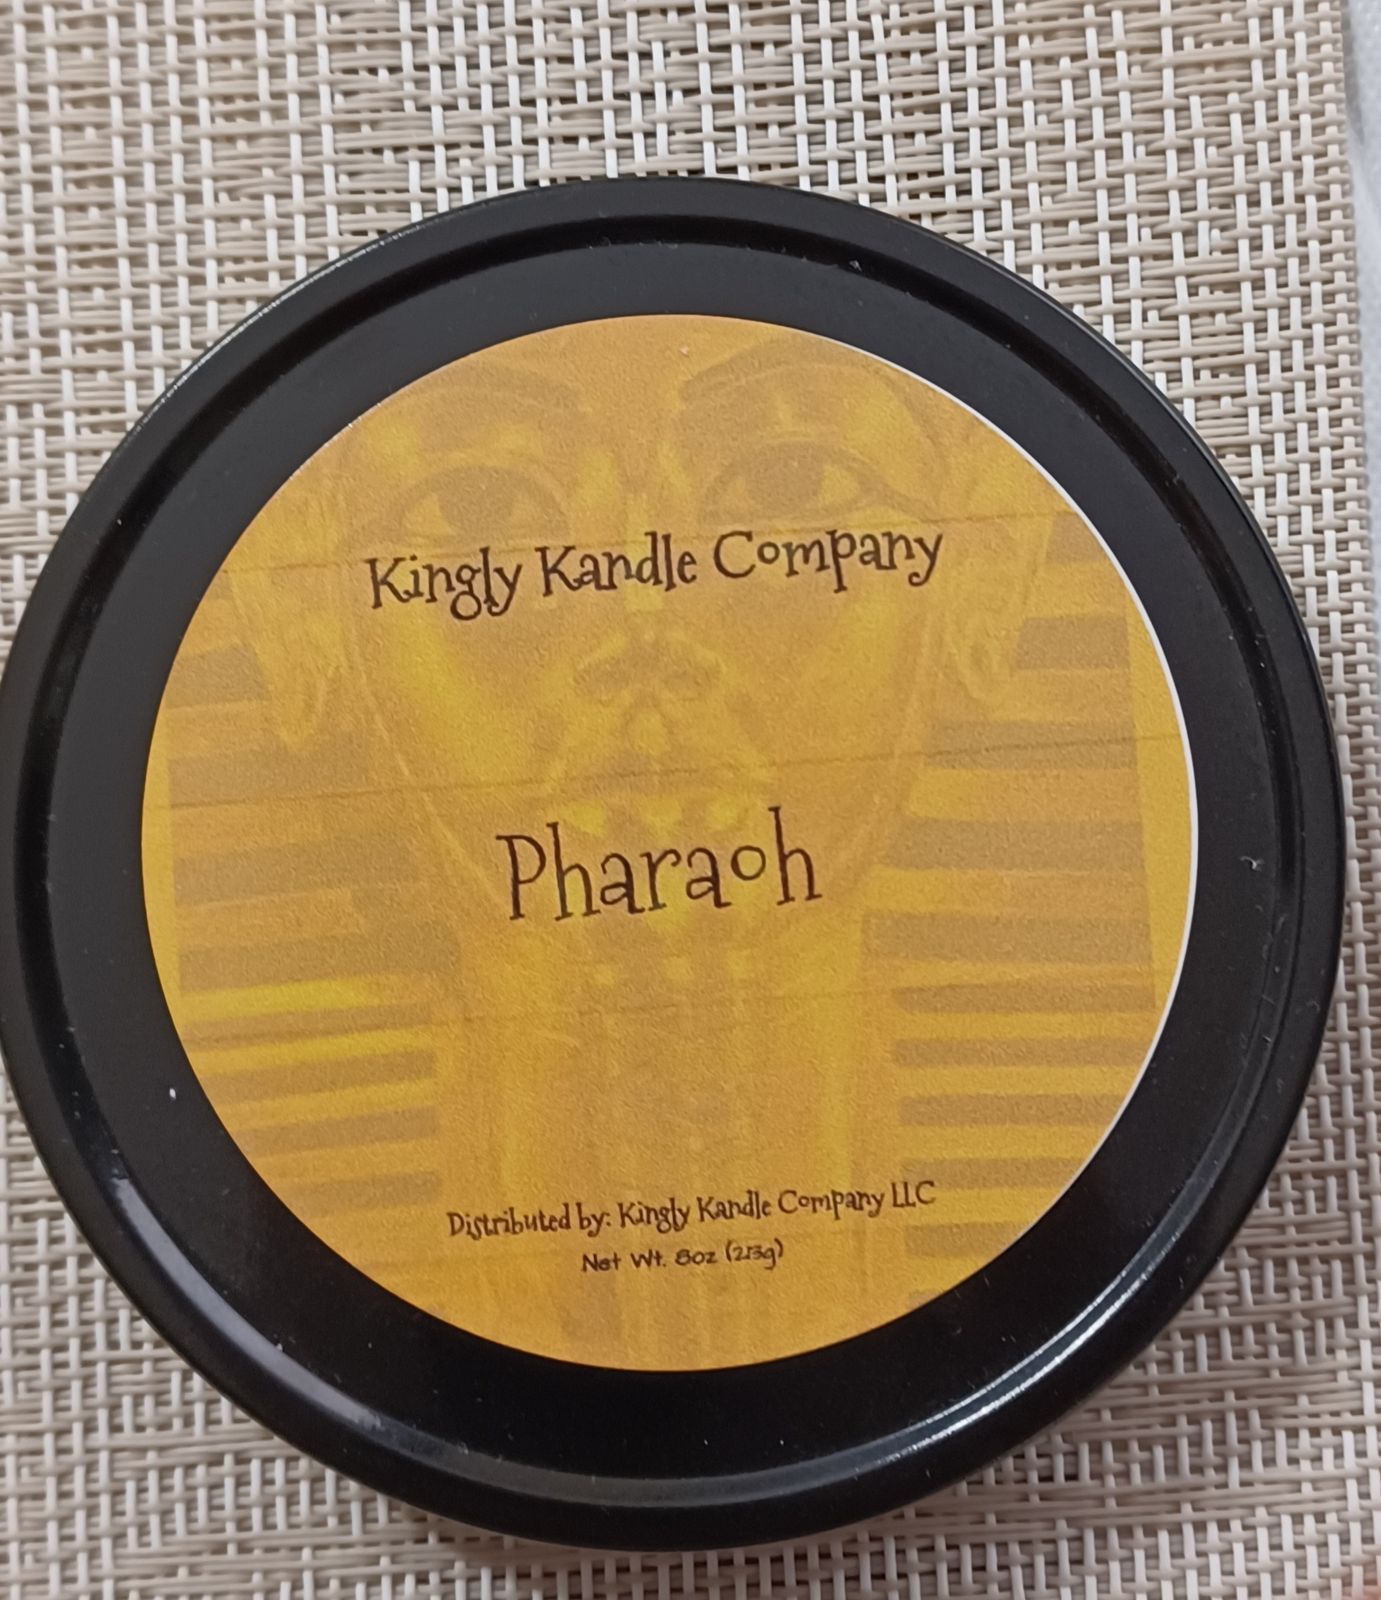 Kingly Kandle Company
Pharaoh
Distributed by: Kingly Kandle Company LLC
Net Wt. 8oz (213g)